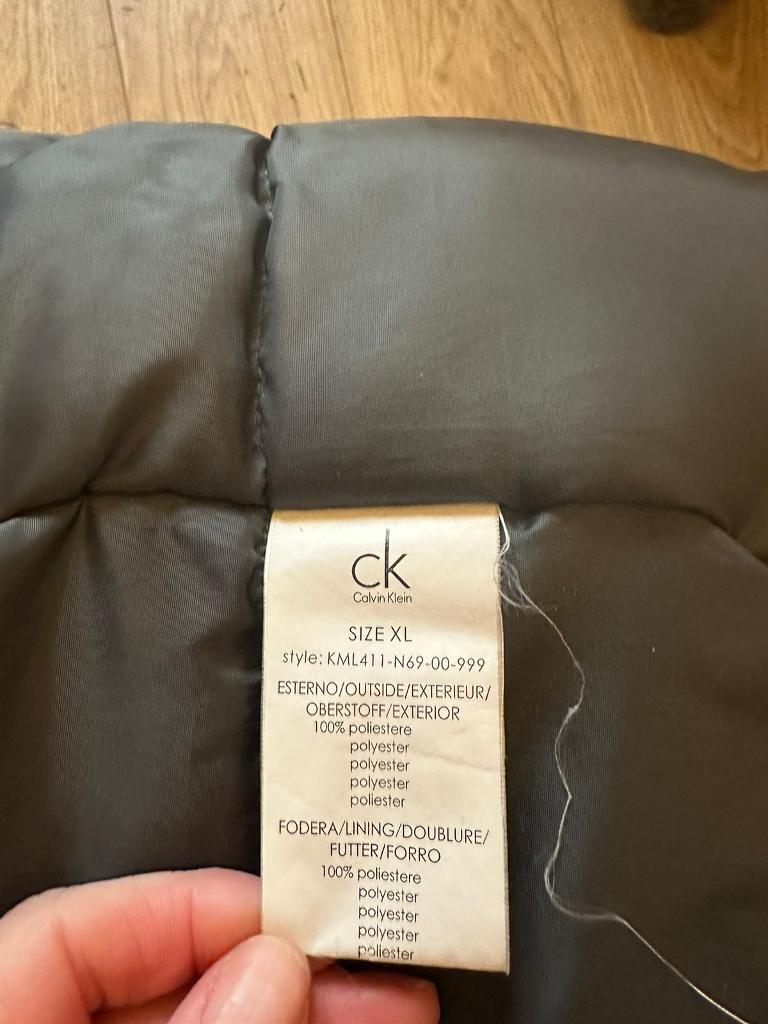 ck
Calvin Klein
SIZE XL
style: KML411-N69-00-999
ESTERNO/OUTSIDE/EXTERIEUR/
OBERSTOFF/EXTERIOR
100% poliestere
polyester
polyester
polyester
poliester
FODERA/LINING/DOUBLURE/
FUTTER/FORRO
100% poliestere
polyester
polyester
polyester
poliester